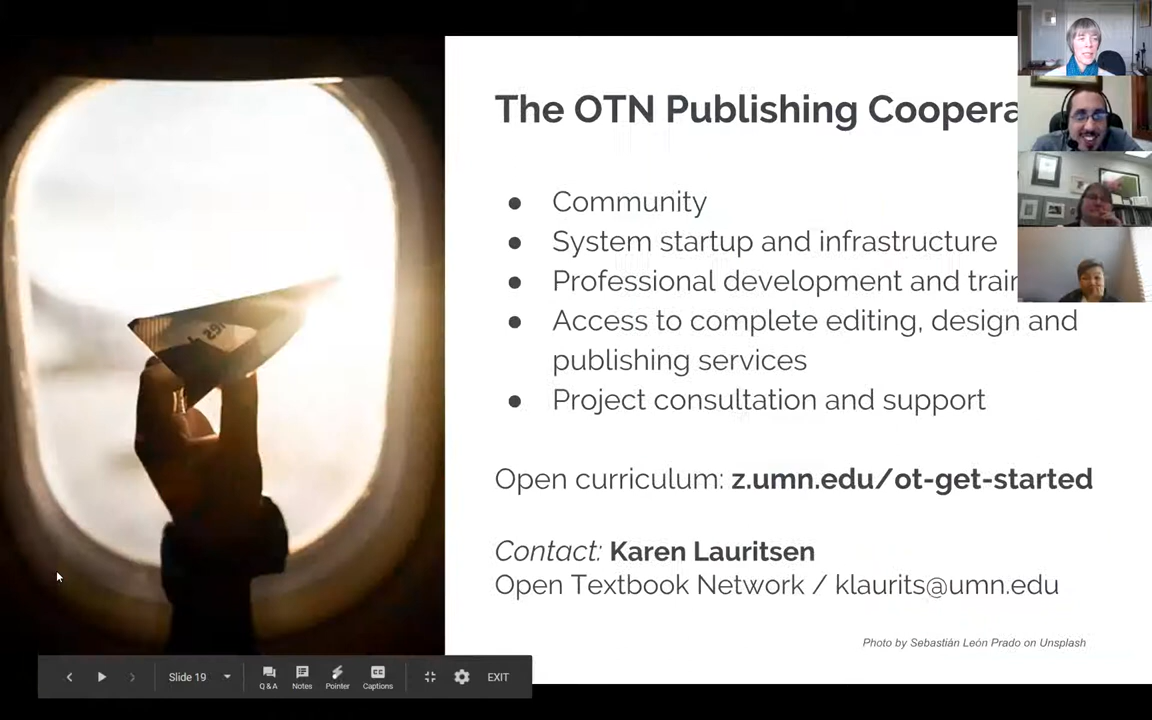 The OTN Publishing
● Community
● System startup and infrastructure
● Professional development and
● Access to complete editing, design and
publishing services
● Project consultation and support
Open curriculum: z.umn.edu/ot-get-started
Contact: Karen Lauritsen
Open Textbook Network / klaurits@umn.edu
Photo by Sebastián León Prado on Unsplash
Slide 19
Q & A
Notes
Pointer
Captions
EXIT